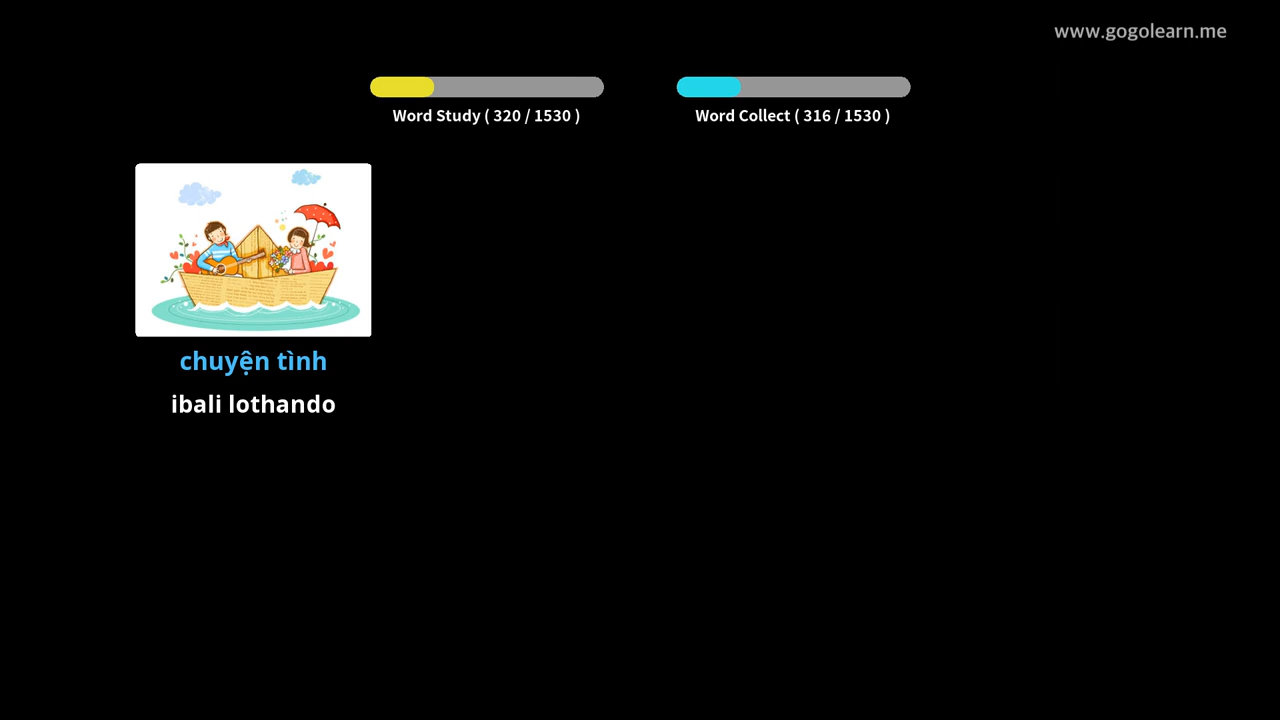 www.gogolearn.me
Word Study ( 320 / 1530 )
Word Collect ( 316 / 1530 )
chuyện tình
ibali lothando